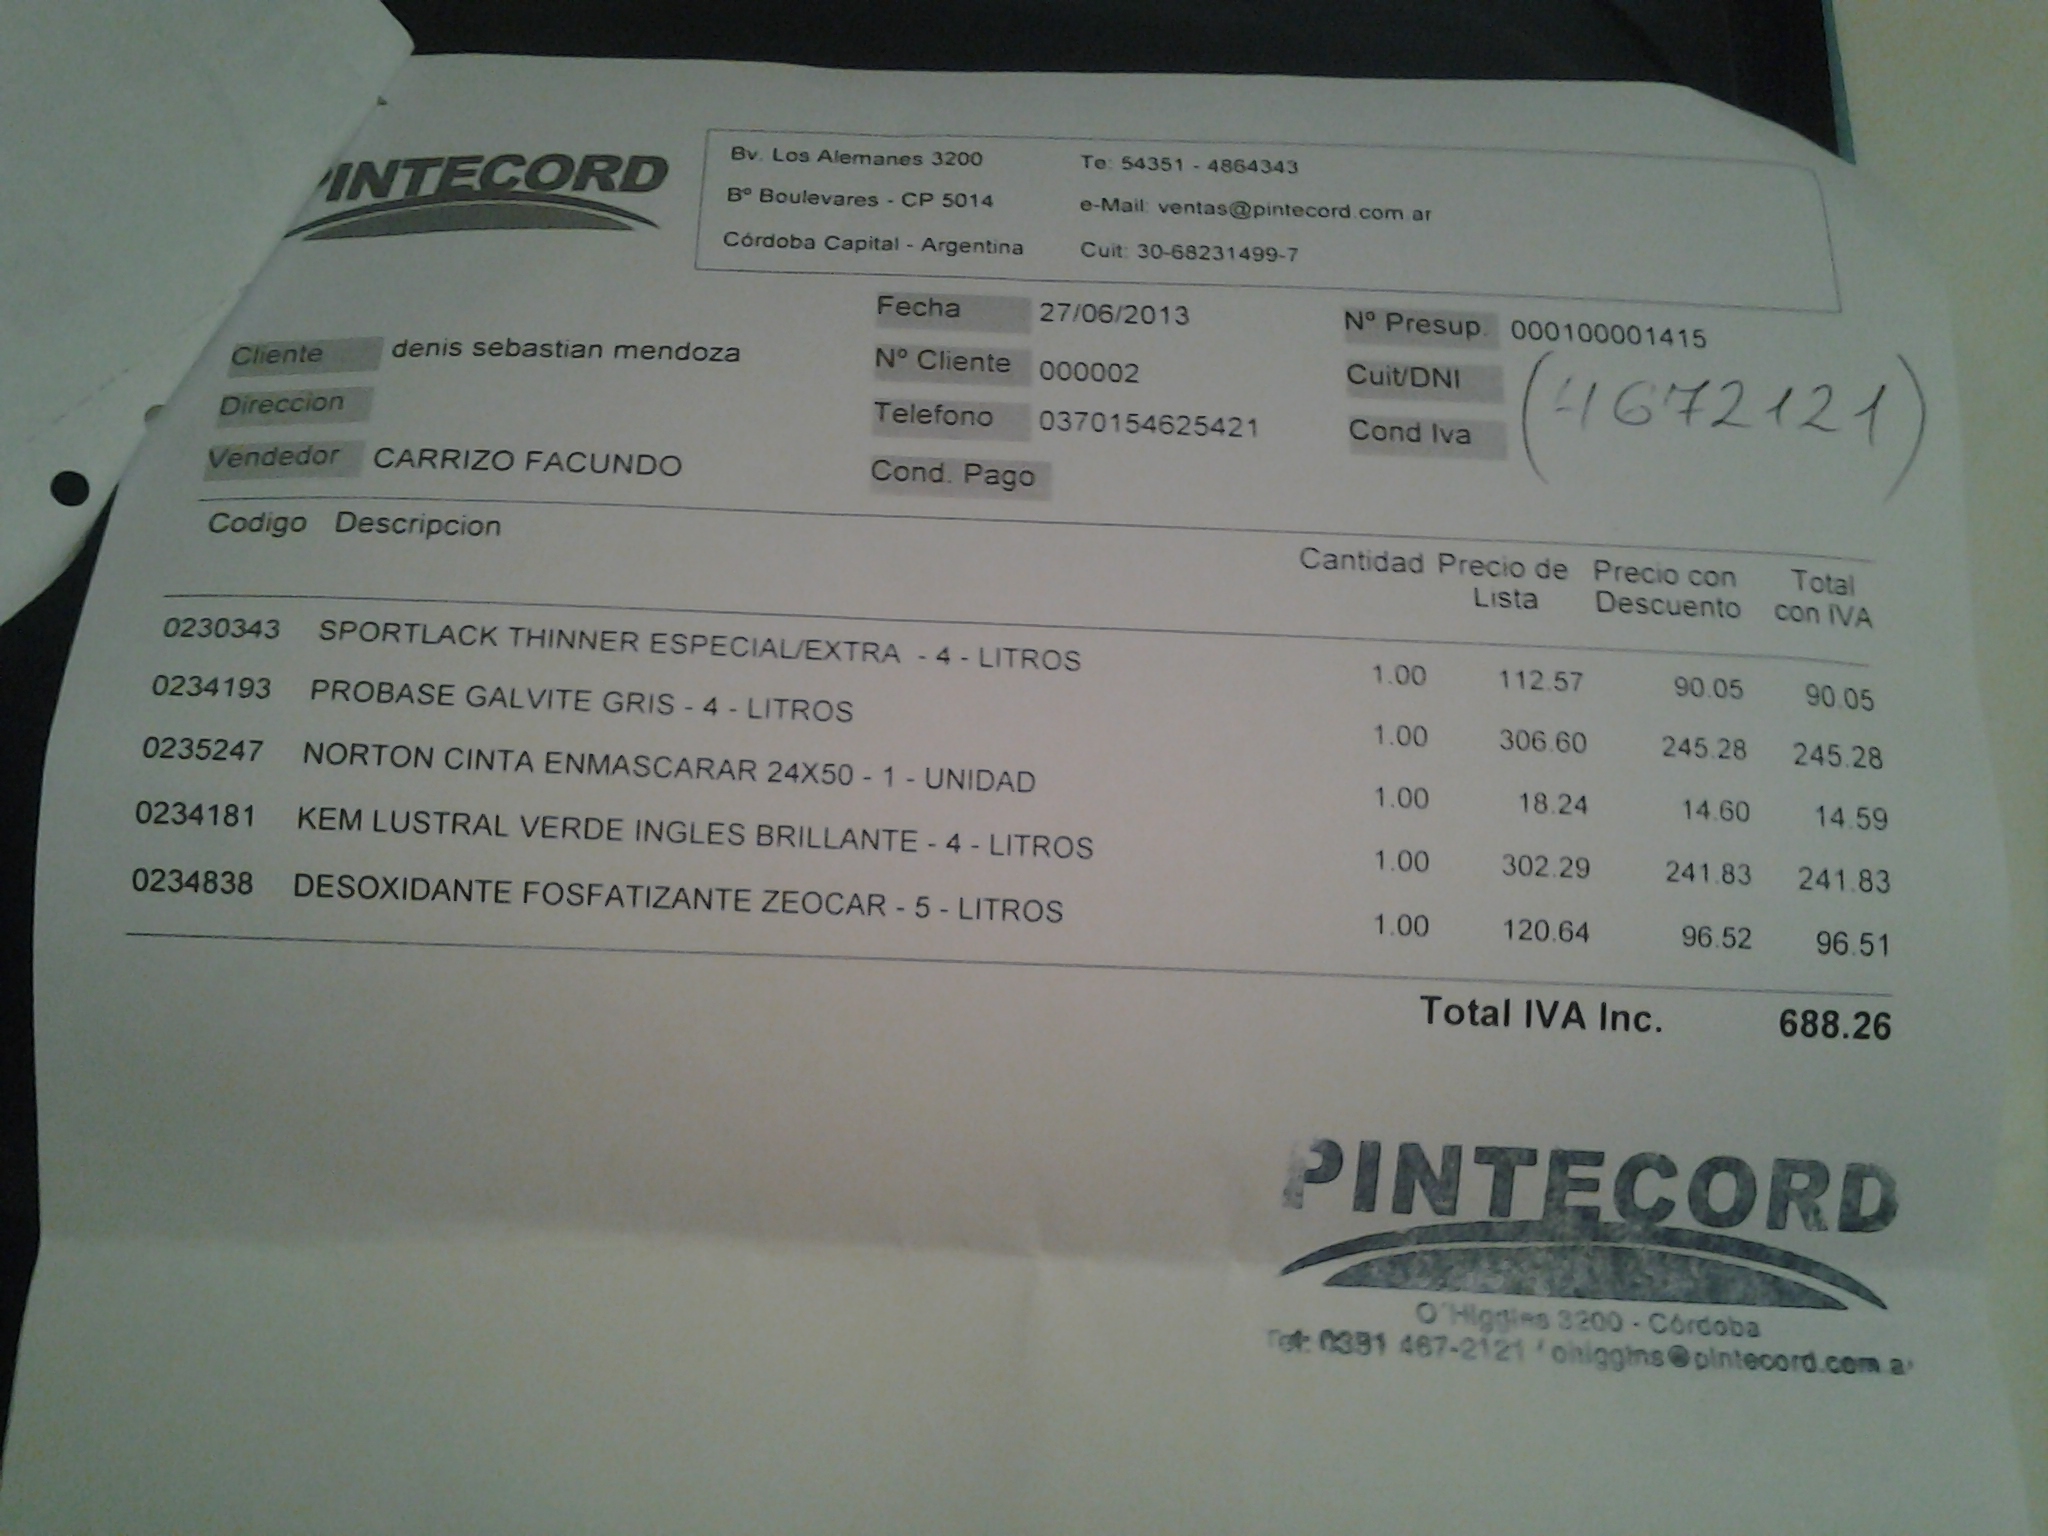 PINTECORD
Bv. Los Alemanes 3200 Te: 54351 - 4864343
Bº Boulevares - CP 5014 e-Mail: ventas@pintecord.com.ar
Córdoba Capital - Argentina Cuit: 30-68231499-7
Fecha 27/06/2013 Nº Presup. 000100001415
Cliente denis sebastian mendoza Nº Cliente 000002 Cuit/DNI
(4672121)
Direccion Telefono 0370154625421 Cond Iva
Vendedor CARRIZO FACUNDO Cond. Pago
Codigo Descripcion Cantidad Precio de Lista Precio con Descuento Total con IVA
0230343 SPORTLACK THINNER ESPECIAL/EXTRA - 4 - LITROS 1.00 112.57 90.05 90.05
0234193 PROBASE GALVITE GRIS - 4 - LITROS 1.00 306.60 245.28 245.28
0235247 NORTON CINTA ENMASCARAR 24X50 - 1 - UNIDAD 1.00 18.24 14.60 14.59
0234181 KEM LUSTRAL VERDE INGLES BRILLANTE - 4 - LITROS 1.00 302.29 241.83 241.83
0234838 DESOXIDANTE FOSFATIZANTE ZEOCAR - 5 - LITROS 1.00 120.64 96.52 96.51
Total IVA Inc. 688.26
PINTECORD
O´Higgins 3200 - Córdoba
Tel: 0351 467-2121 / ohiggins@pintecord.com.ar